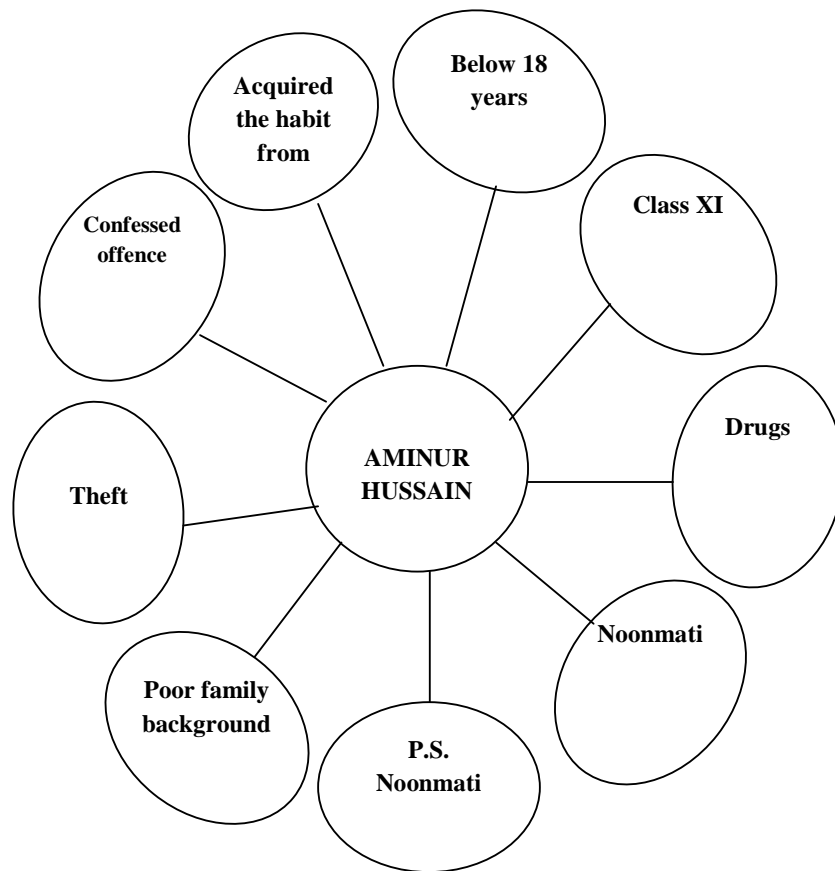 Below 18
years
Acquired
the habit
from
Class XI
Confessed
offence
Drugs
AMINUR
HUSSAIN
Theft
Noonmati
Poor family
background
P.S.
Noonmati